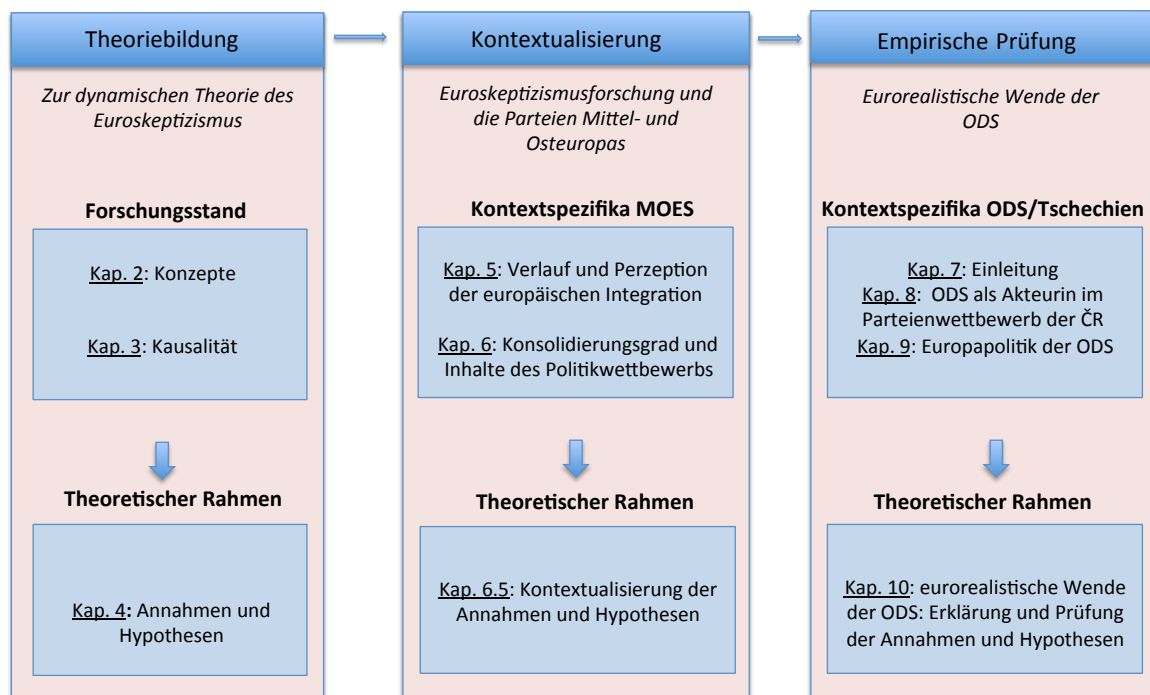 Theoriebildung
Zur dynamischen Theorie des
Euroskeptizismus
Forschungsstand
Kap. 2: Konzepte
Kap. 3: Kausalität
Theoretischer Rahmen
Kap. 4: Annahmen und
Hypothesen
Kontextualisierung
Euroskeptizismusforschung und
die Parteien Mittel- und
Osteuropas
Kontextspezifika MOES
Kap. 5: Verlauf und Perzeption
der europäischen Integration
Kap. 6: Konsolidierungsgrad und
Inhalte des Politikwettbewerbs
Theoretischer Rahmen
Kap. 6.5: Kontextualisierung der
Annahmen und Hypothesen
Empirische Prüfung
Eurorealistische Wende der
ODS
Kontextspezifika ODS/Tschechien
Kap. 7: Einleitung
Kap. 8: ODS als Akteurin im
Parteienwettbewerb der ČR
Kap. 9: Europapolitik der ODS
Theoretischer Rahmen
Kap. 10: eurorealistische Wende
der ODS: Erklärung und Prüfung
der Annahmen und Hypothesen